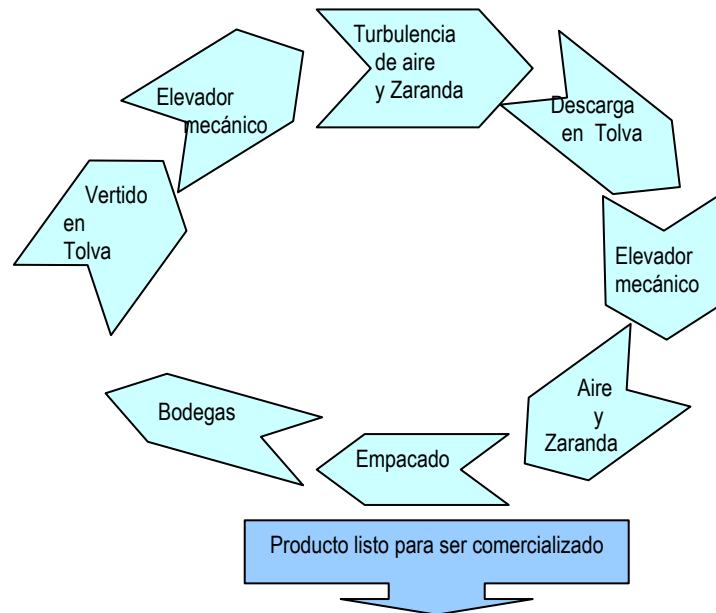 Vertido
en
Tolva
Elevador
mecánico
Turbulencia
de aire
y Zaranda
Descarga
en Tolva
Elevador
mecánico
Aire
y
Zaranda
Empacado
Bodegas
Producto listo para ser comercializado